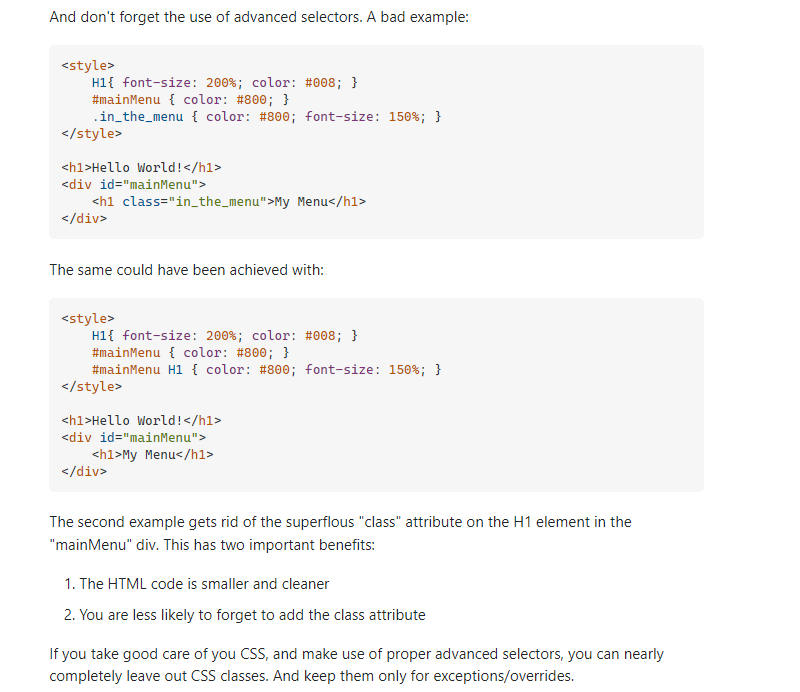 And don't forget the use of advanced selectors. A bad example:
<style>
    H1{ font-size: 200%; color: #008; }
    #mainMenu { color: #800; }
    .in_the_menu { color: #800; font-size: 150%; }
</style>
<h1>Hello World!</h1>
<div id="mainMenu">
    <h1 class="in_the_menu">My Menu</h1>
</div>
The same could have been achieved with:
<style>
    H1{ font-size: 200%; color: #008; }
    #mainMenu { color: #800; }
    #mainMenu H1 { color: #800; font-size: 150%; }
</style>
<h1>Hello World!</h1>
<div id="mainMenu">
    <h1>My Menu</h1>
</div>
The second example gets rid of the superflous "class" attribute on the H1 element in the
"mainMenu" div. This has two important benefits:
1. The HTML code is smaller and cleaner
2. You are less likely to forget to add the class attribute
If you take good care of you CSS, and make use of proper advanced selectors, you can nearly
completely leave out CSS classes. And keep them only for exceptions/overrides.